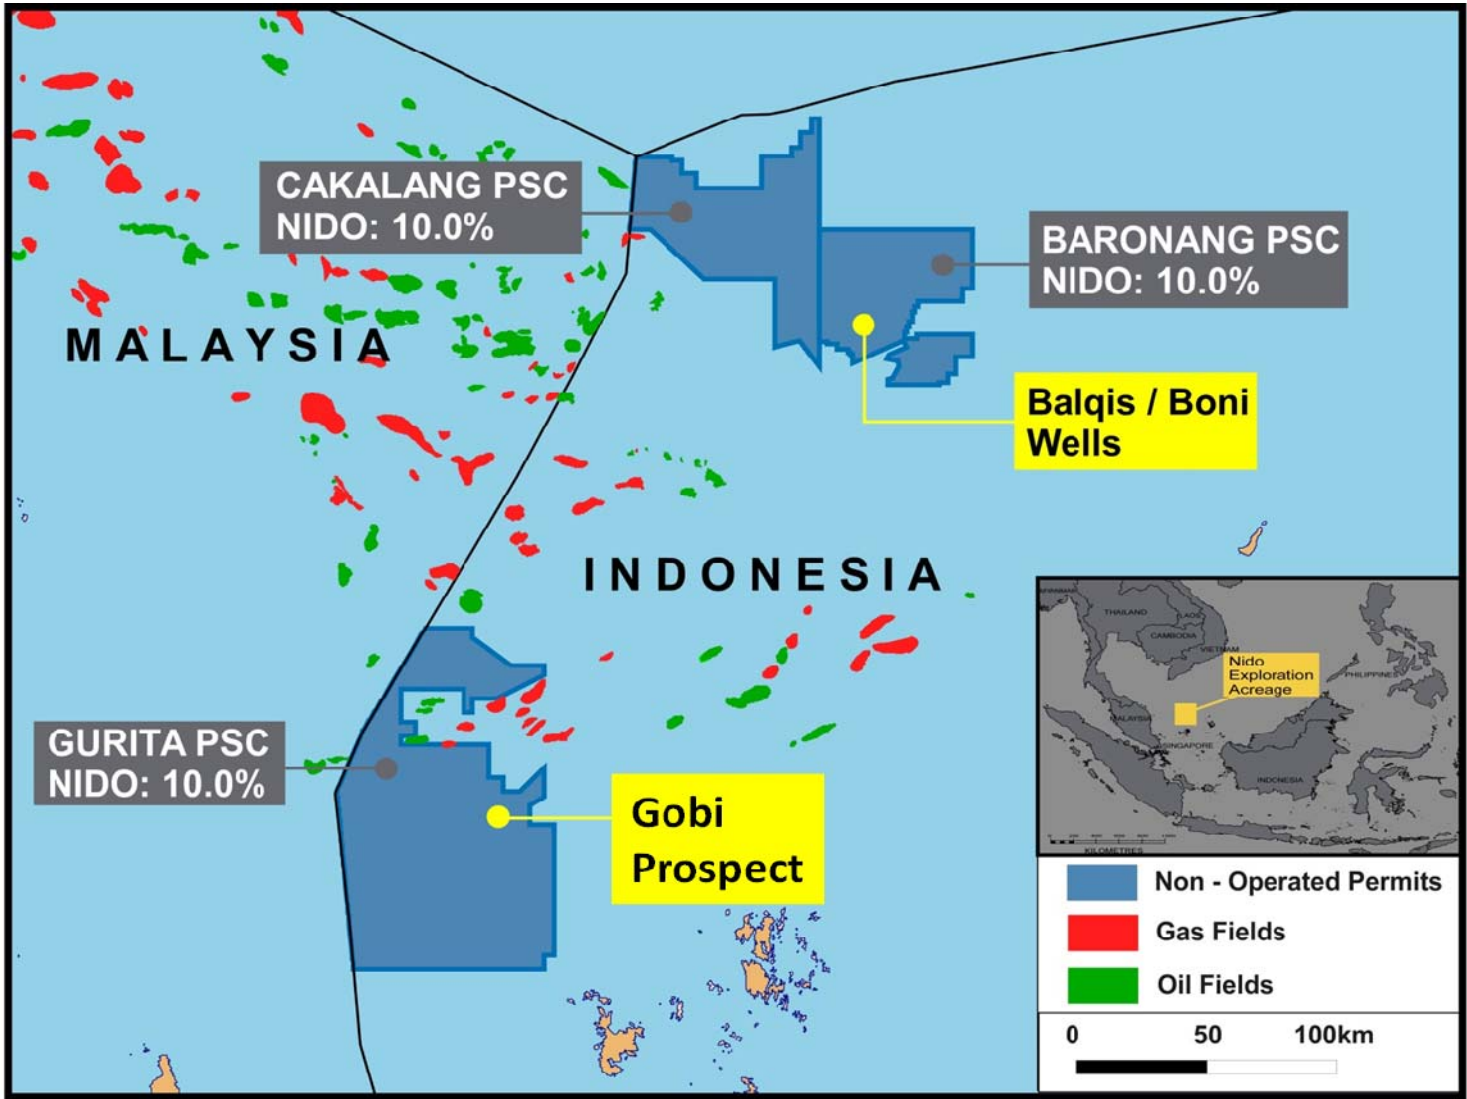 CAKALANG PSC
NIDO: 10.0%
BARONANG PSC
NIDO: 10.0%
MALAYSIA
Balqis / Boni
Wells
INDONESIA
GURITA PSC
NIDO: 10.0%
Gobi
Prospect
THAILAND
LAOS
CAMBODIA
VIETNAM
Nido
Exploration
Acreage
PHILIPPINES
MALAYSIA
SINGAPORE
INDONESIA
KILOMETRES
Non - Operated Permits
Gas Fields
Oil Fields
0 50 100km